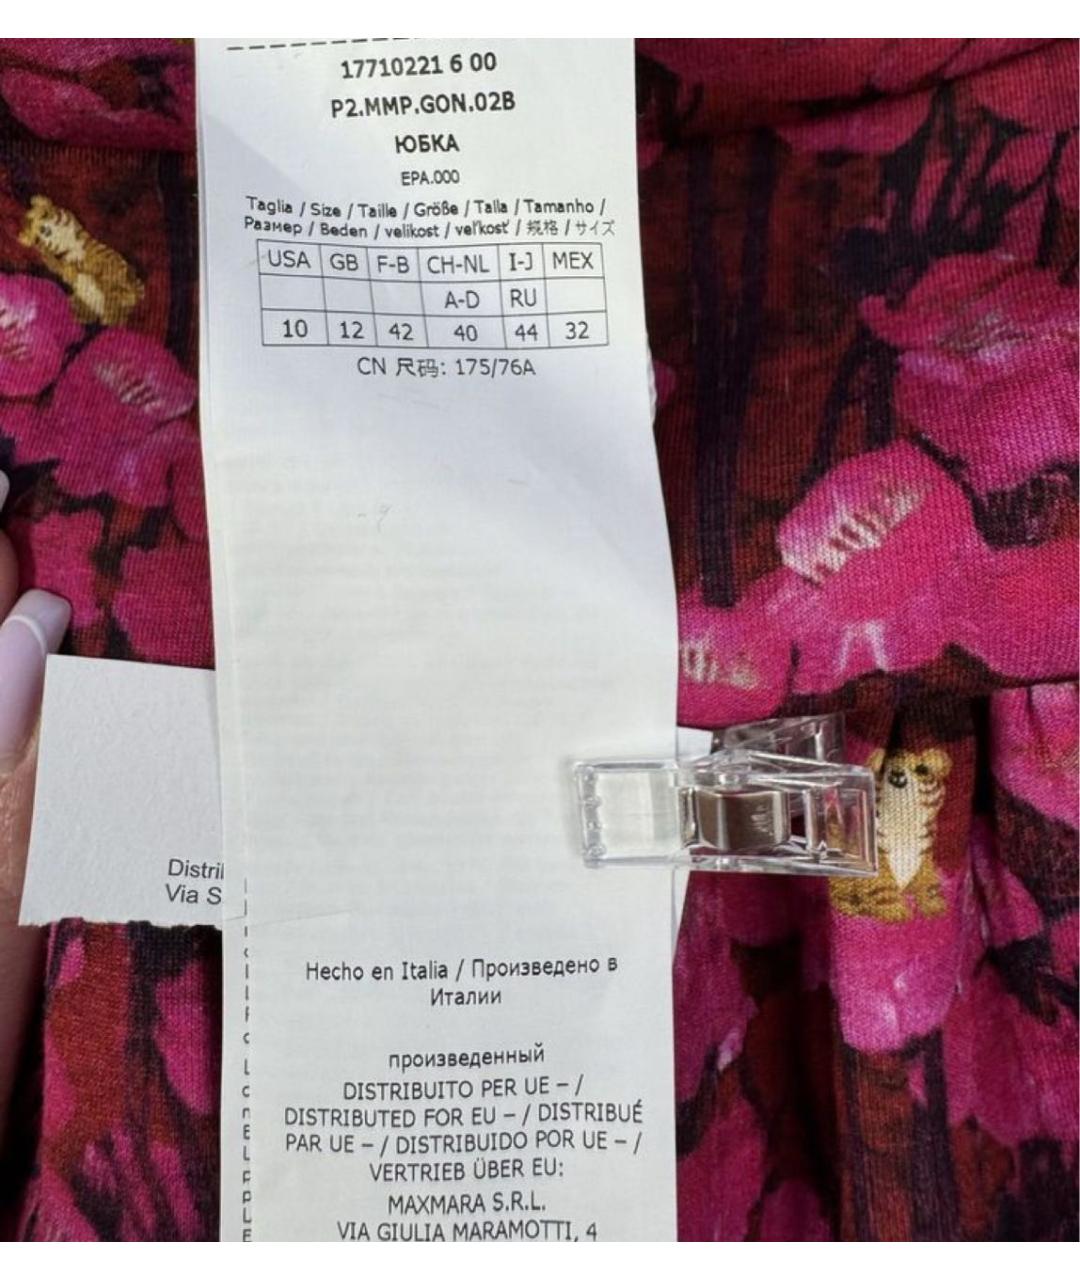 17710221 6 00
P2.MMP.GON.02B
ЮБКА
EPA.000
Taglia / Size / Taille / Größe / Talla / Tamanho /
Размер / Beden / velikost / veľkosť / 规格 / サイズ
USA GB F-B CH-NL I-J MEX
A-D RU
10 12 42 40 44 32
CN 尺码: 175/76A
Distri
Via S
Hecho en Italia / Произведено в
Италии
произведенный
DISTRIBUITO PER UE – /
DISTRIBUTED FOR EU – / DISTRIBUÉ
PAR UE – / DISTRIBUIDO POR UE – /
VERTRIEB ÜBER EU:
MAXMARA S.R.L.
VIA GIULIA MARAMOTTI, 4